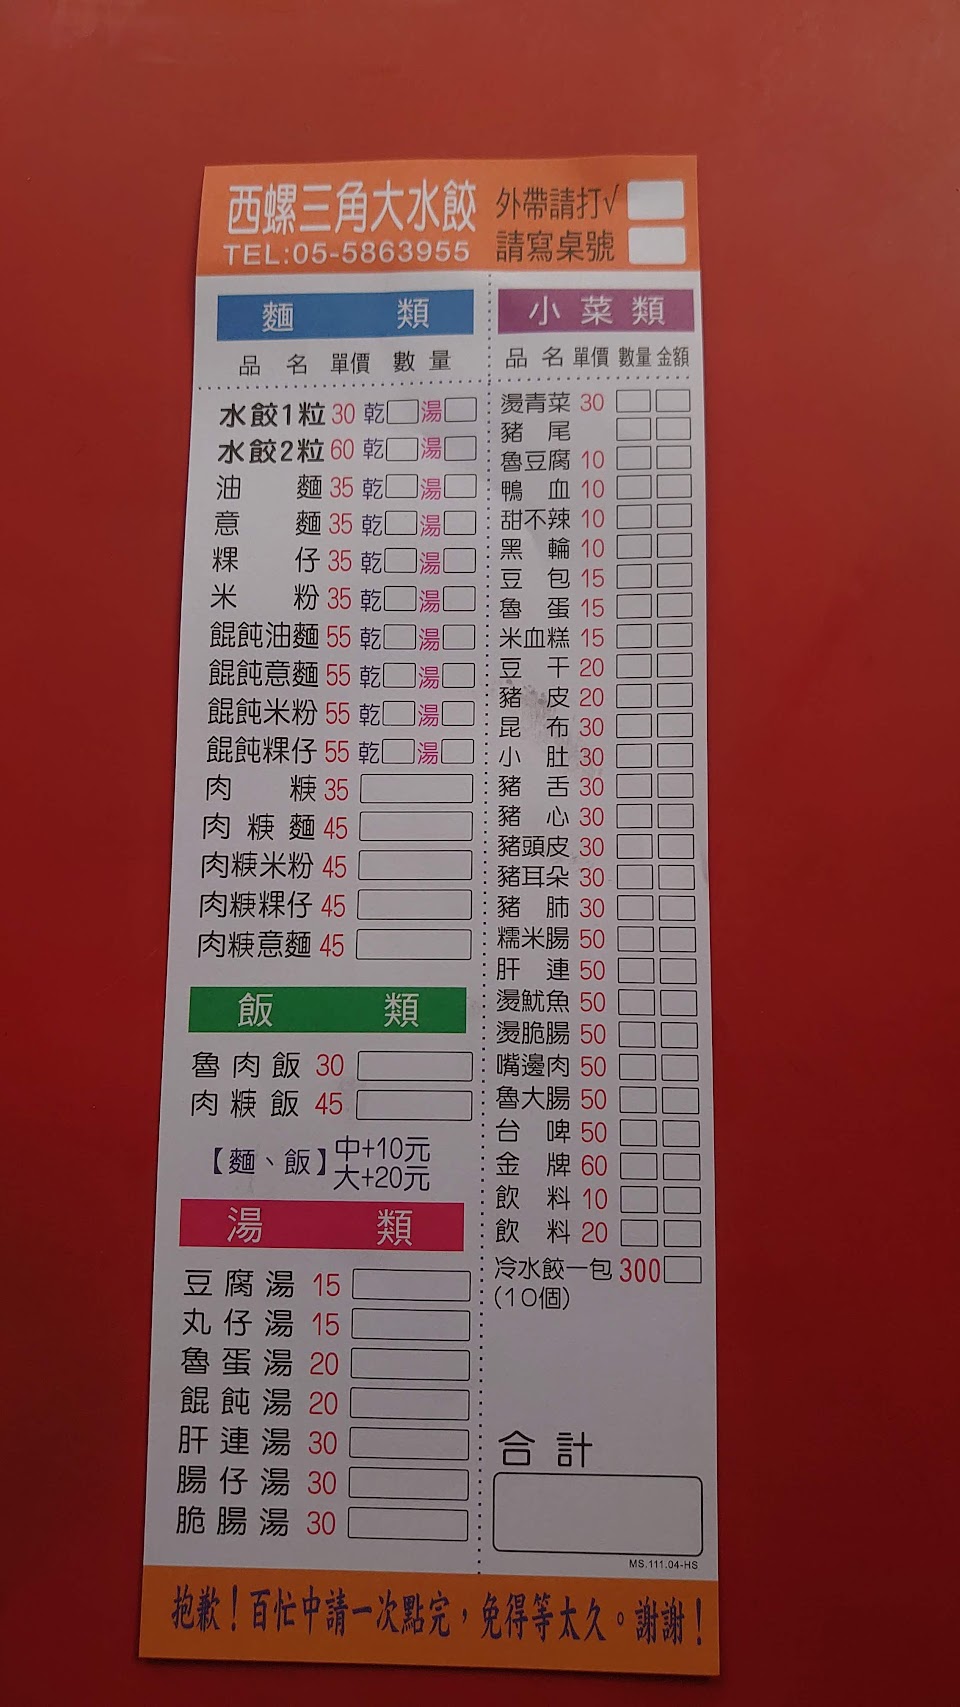 西螺三角大水餃
TEL:05-5863955
外帶請打√
請寫桌號
麵 類
品名 單價 數量
水餃1粒 30 乾 湯
水餃2粒 60 乾 湯
油麵 35 乾 湯
意麵 35 乾 湯
粿仔 35 乾 湯
米粉 35 乾 湯
餛飩油麵 55 乾 湯
餛飩意麵 55 乾 湯
餛飩米粉 55 乾 湯
餛飩粿仔 55 乾 湯
肉焿 35
肉焿麵 45
肉焿米粉 45
肉焿粿仔 45
肉焿意麵 45
飯 類
魯肉飯 30
肉焿飯 45
【麵、飯】中+10元
大+20元
湯 類
豆腐湯 15
丸仔湯 15
魯蛋湯 20
餛飩湯 20
肝連湯 30
腸仔湯 30
脆腸湯 30
小菜類
品名 單價 數量 金額
燙青菜 30
豬尾
魯豆腐 10
鴨血 10
甜不辣 10
黑輪 10
豆包 15
魯蛋 15
米血糕 15
豆干 20
豬皮 20
昆布 30
小肚 30
豬舌 30
豬心 30
豬頭皮 30
豬耳朵 30
豬肺 30
糯米腸 50
肝連 50
燙魷魚 50
燙脆腸 50
嘴邊肉 50
魯大腸 50
台啤 50
金牌 60
飲料 10
飲料 20
冷水餃一包 300
(10個)
合計
MS.111.04-HS
抱歉！百忙中請一次點完，免得等太久。謝謝！